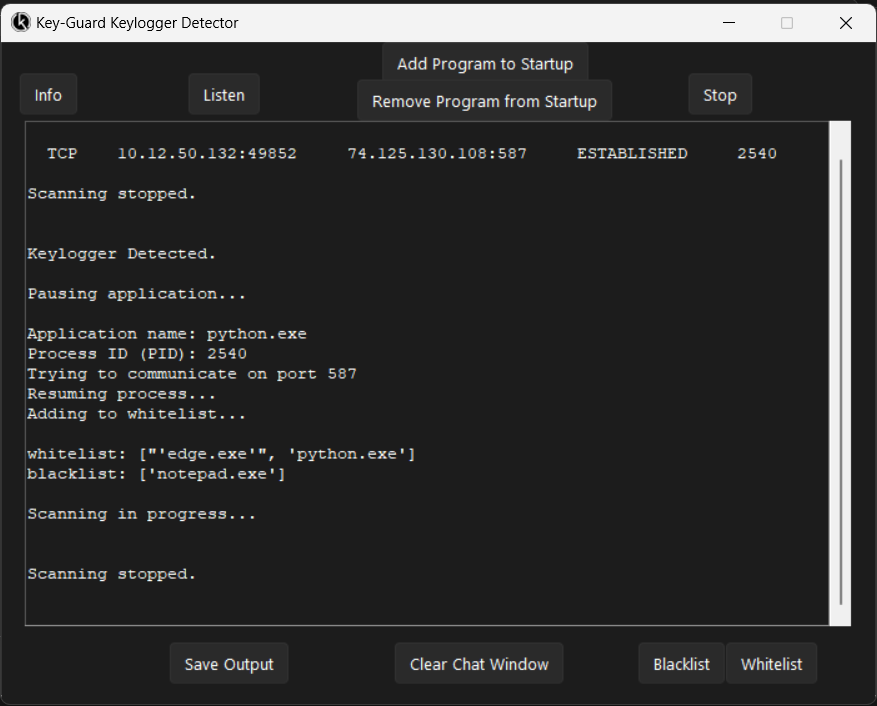 Key-Guard Keylogger Detector
Add Program to Startup
Info
Listen
Remove Program from Startup
Stop
TCP 10.12.50.132:49852 74.125.130.108:587 ESTABLISHED 2540
Scanning stopped.
Keylogger Detected.
Pausing application...
Application name: python.exe
Process ID (PID): 2540
Trying to communicate on port 587
Resuming process...
Adding to whitelist...
whitelist: ["'edge.exe'", 'python.exe']
blacklist: ['notepad.exe']
Scanning in progress...
Scanning stopped.
Save Output
Clear Chat Window
Blacklist
Whitelist